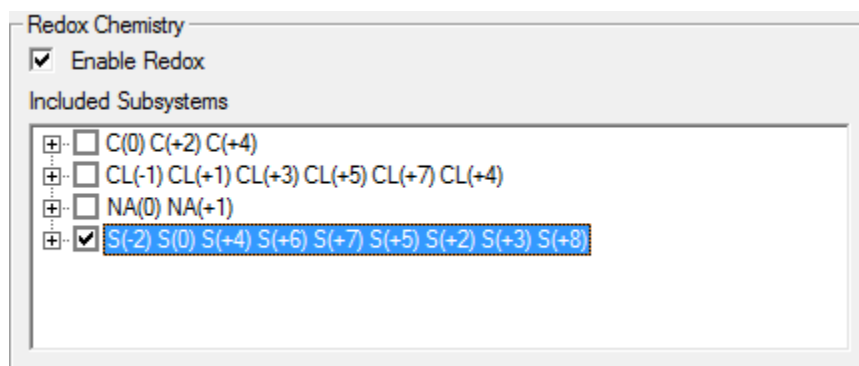 Redox Chemistry
Enable Redox
Included Subsystems
C(0) C(+2) C(+4)
CL(-1) CL(+1) CL(+3) CL(+5) CL(+7) CL(+4)
NA(0) NA(+1)
S(-2) S(0) S(+4) S(+6) S(+7) S(+5) S(+2) S(+3) S(+8)